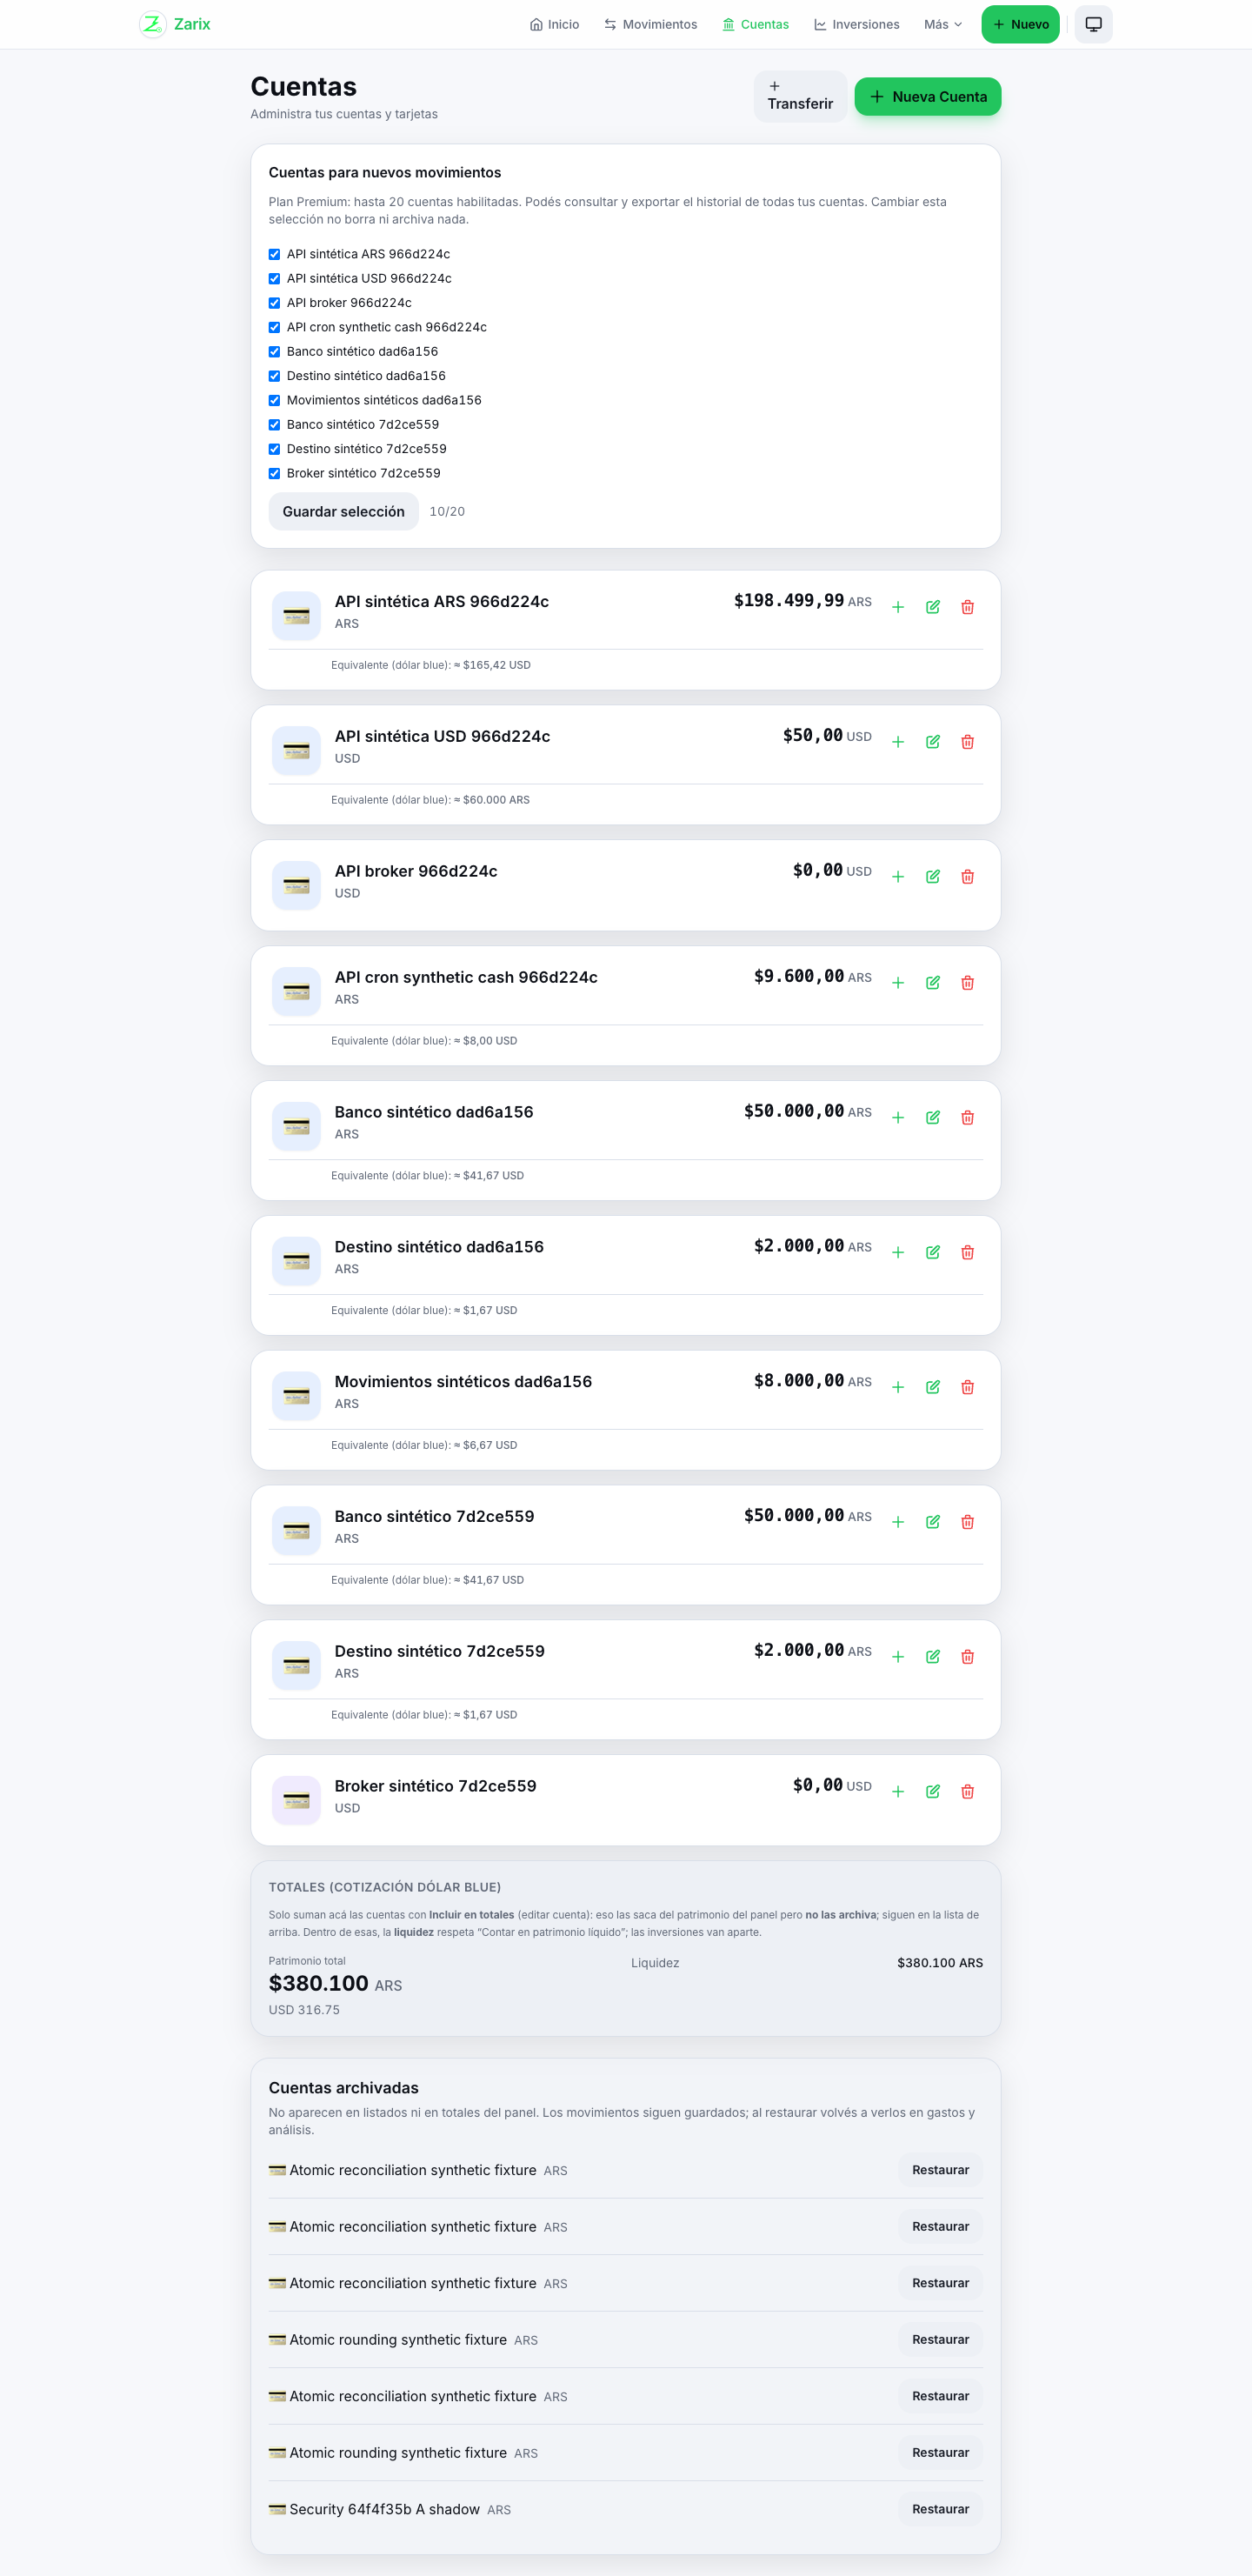 Zarix
Inicio
Movimientos
Cuentas
Inversiones
Más
Nuevo
Cuentas
Administra tus cuentas y tarjetas
Transferir
Nueva Cuenta
Cuentas para nuevos movimientos
Plan Premium: hasta 20 cuentas habilitadas. Podés consultar y exportar el historial de todas tus cuentas. Cambiar esta
selección no borra ni archiva nada.
API sintética ARS 966d224c
API sintética USD 966d224c
API broker 966d224c
API cron synthetic cash 966d224c
Banco sintético dad6a156
Destino sintético dad6a156
Movimientos sintéticos dad6a156
Banco sintético 7d2ce559
Destino sintético 7d2ce559
Broker sintético 7d2ce559
Guardar selección 10/20
API sintética ARS 966d224c $198.499,99 ARS
ARS
Equivalente (dólar blue): ≈ $165,42 USD
API sintética USD 966d224c $50,00 USD
USD
Equivalente (dólar blue): ≈ $60.000 ARS
API broker 966d224c $0,00 USD
USD
API cron synthetic cash 966d224c $9.600,00 ARS
ARS
Equivalente (dólar blue): ≈ $8,00 USD
Banco sintético dad6a156 $50.000,00 ARS
ARS
Equivalente (dólar blue): ≈ $41,67 USD
Destino sintético dad6a156 $2.000,00 ARS
ARS
Equivalente (dólar blue): ≈ $1,67 USD
Movimientos sintéticos dad6a156 $8.000,00 ARS
ARS
Equivalente (dólar blue): ≈ $6,67 USD
Banco sintético 7d2ce559 $50.000,00 ARS
ARS
Equivalente (dólar blue): ≈ $41,67 USD
Destino sintético 7d2ce559 $2.000,00 ARS
ARS
Equivalente (dólar blue): ≈ $1,67 USD
Broker sintético 7d2ce559 $0,00 USD
USD
TOTALES (COTIZACIÓN DÓLAR BLUE)
Solo suman acá las cuentas con Incluir en totales (editar cuenta): eso las saca del patrimonio del panel pero no las archiva; siguen en la lista de
arriba. Dentro de esas, la liquidez respeta “Contar en patrimonio líquido”; las inversiones van aparte.
Patrimonio total
$380.100 ARS
USD 316.75
Liquidez $380.100 ARS
Cuentas archivadas
No aparecen en listados ni en totales del panel. Los movimientos siguen guardados; al restaurar volvés a verlos en gastos y
análisis.
Atomic reconciliation synthetic fixture ARS Restaurar
Atomic reconciliation synthetic fixture ARS Restaurar
Atomic reconciliation synthetic fixture ARS Restaurar
Atomic rounding synthetic fixture ARS Restaurar
Atomic reconciliation synthetic fixture ARS Restaurar
Atomic rounding synthetic fixture ARS Restaurar
Security 64f4f35b A shadow ARS Restaurar